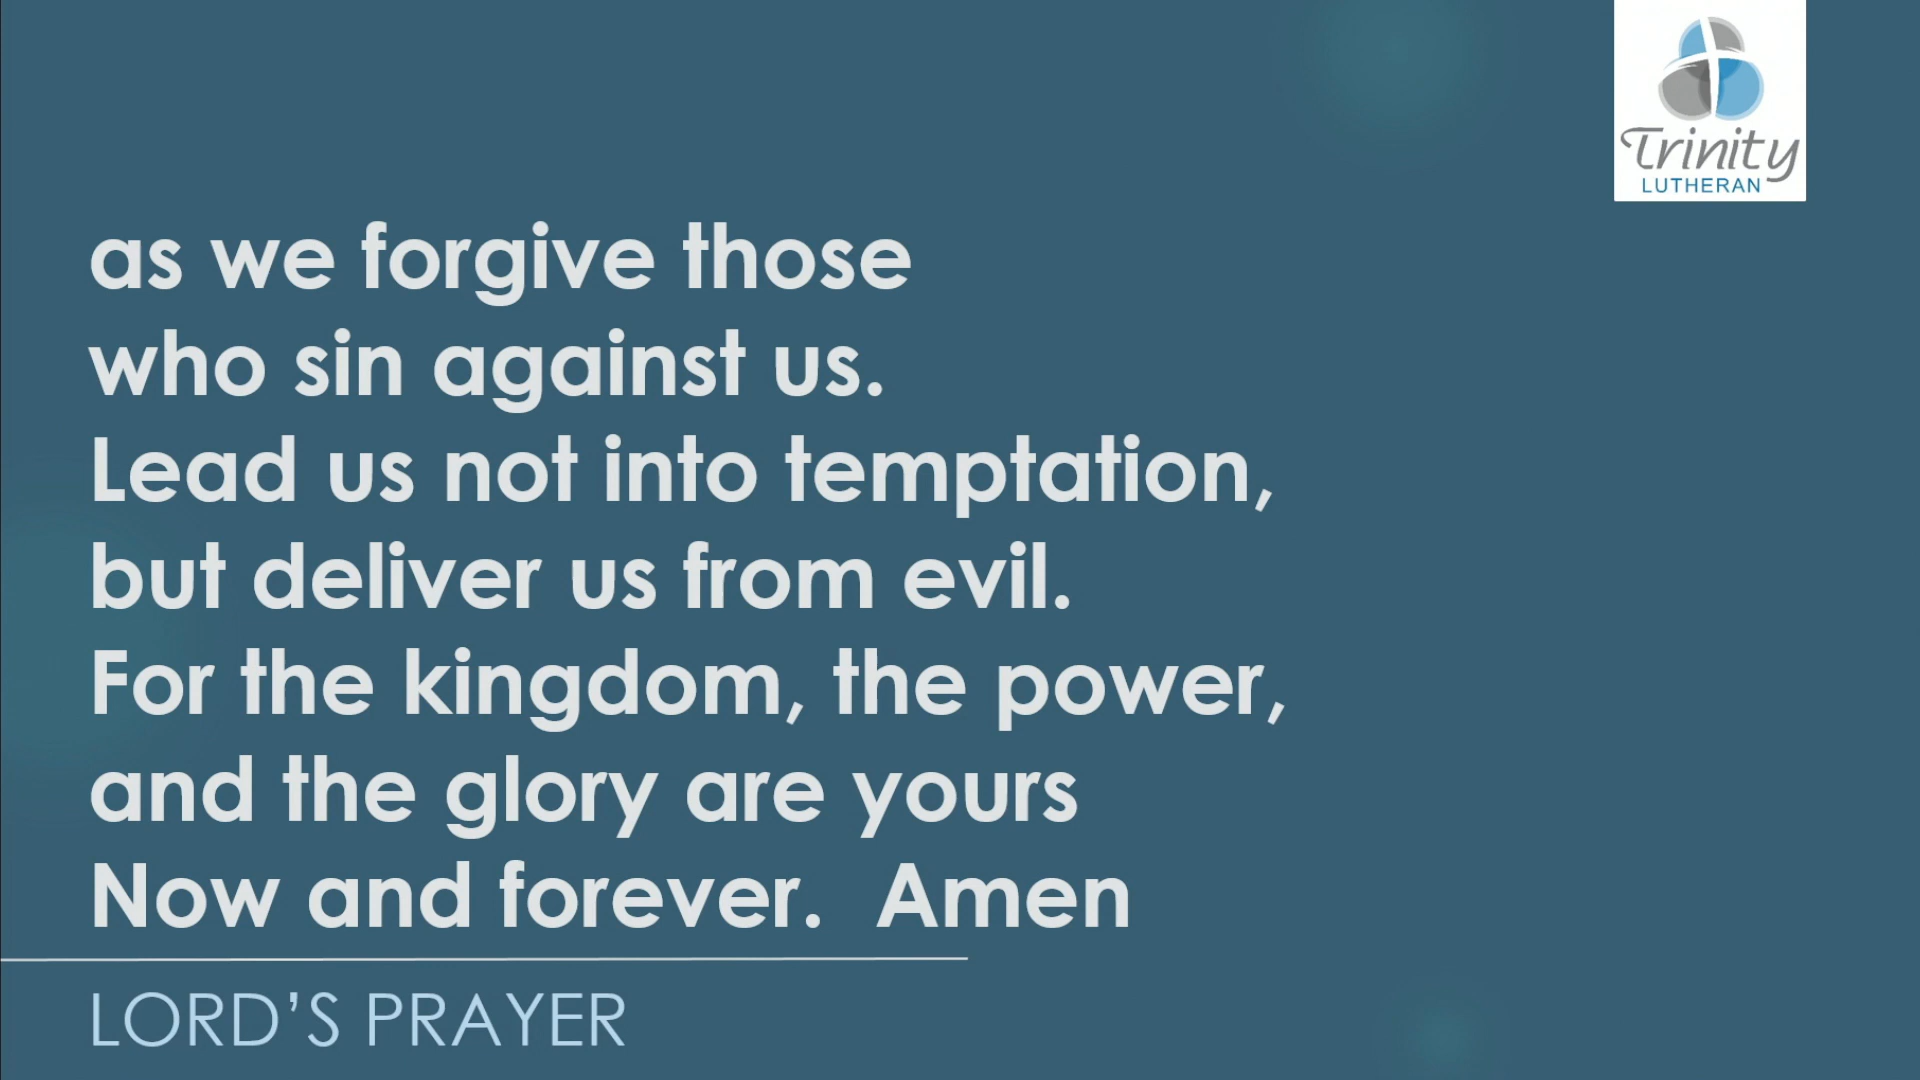 Trinity
LUTHERAN
as we forgive those
who sin against us.
Lead us not into temptation,
but deliver us from evil.
For the kingdom, the power,
and the glory are yours
Now and forever.  Amen
LORD’S PRAYER